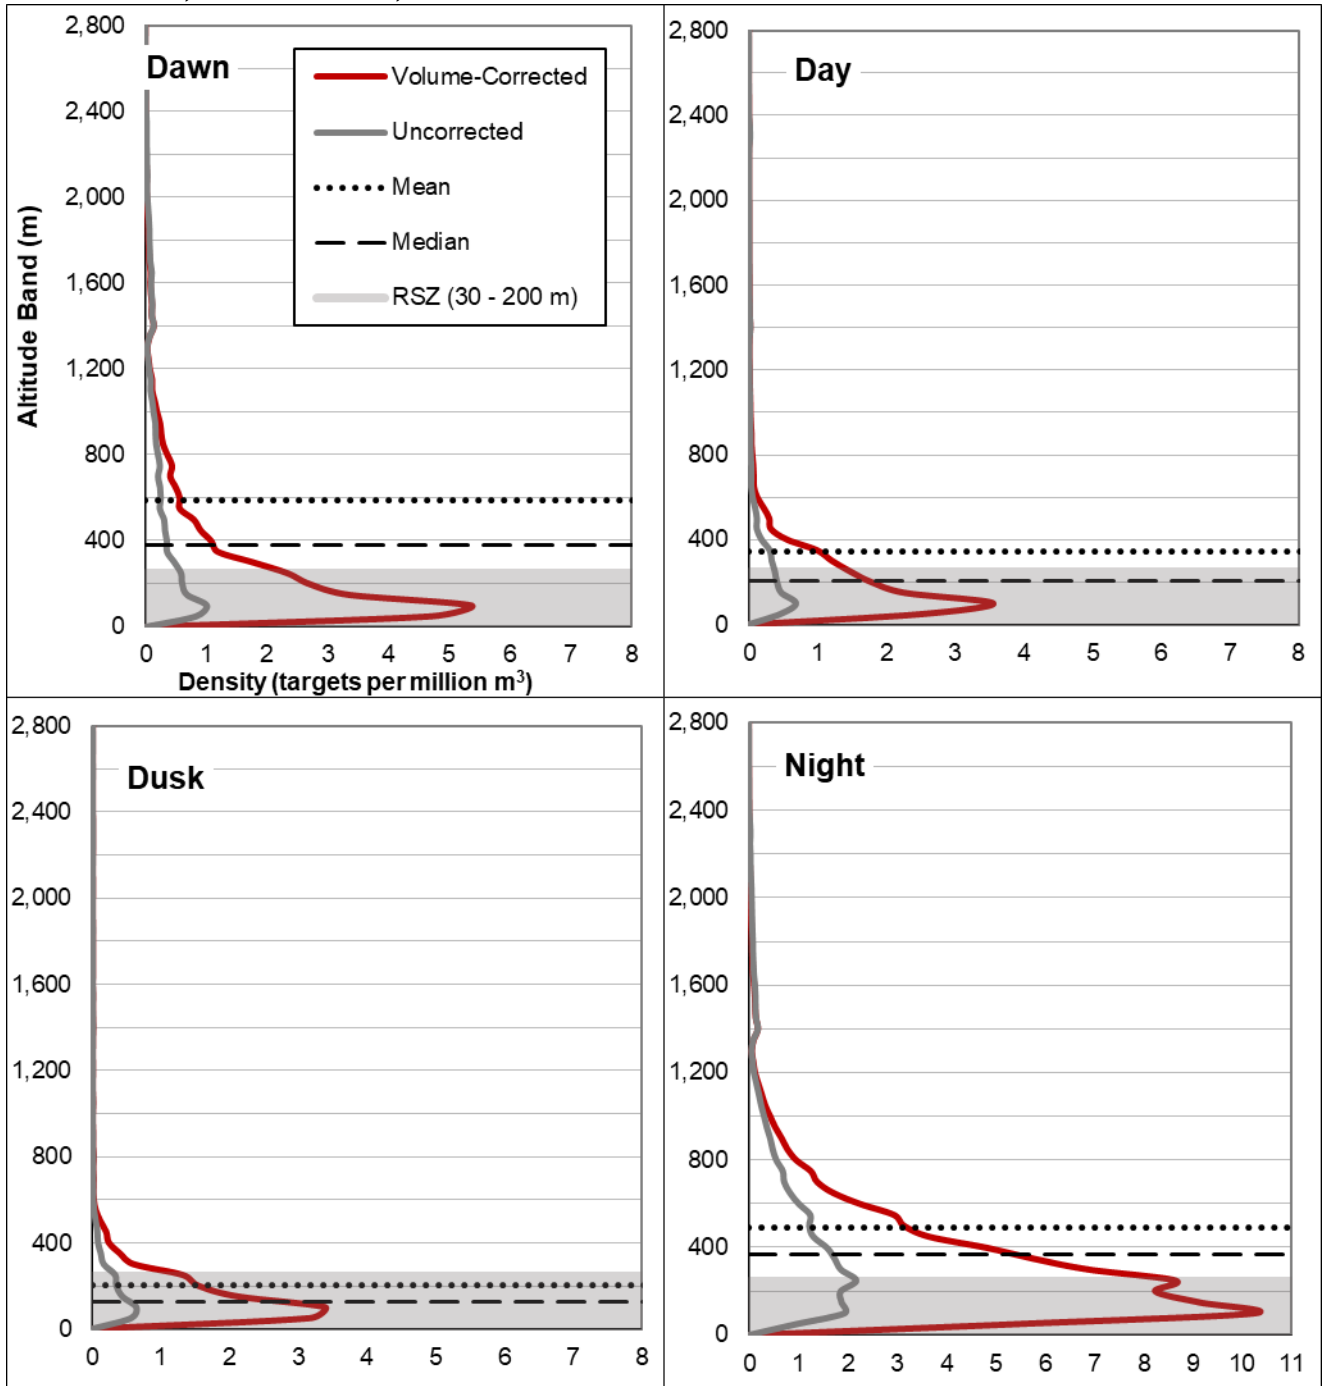 Dawn
Volume-Corrected
Uncorrected
Mean
Median
RSZ (30 - 200 m)
Altitude Band (m)
2,800
2,400
2,000
1,600
1,200
800
400
0
0 1 2 3 4 5 6 7 8
Density (targets per million m³)
Day
2,800
2,400
2,000
1,600
1,200
800
400
0
0 1 2 3 4 5 6 7 8
Dusk
2,800
2,400
2,000
1,600
1,200
800
400
0
0 1 2 3 4 5 6 7 8
Night
2,800
2,400
2,000
1,600
1,200
800
400
0
0 1 2 3 4 5 6 7 8 9 10 11